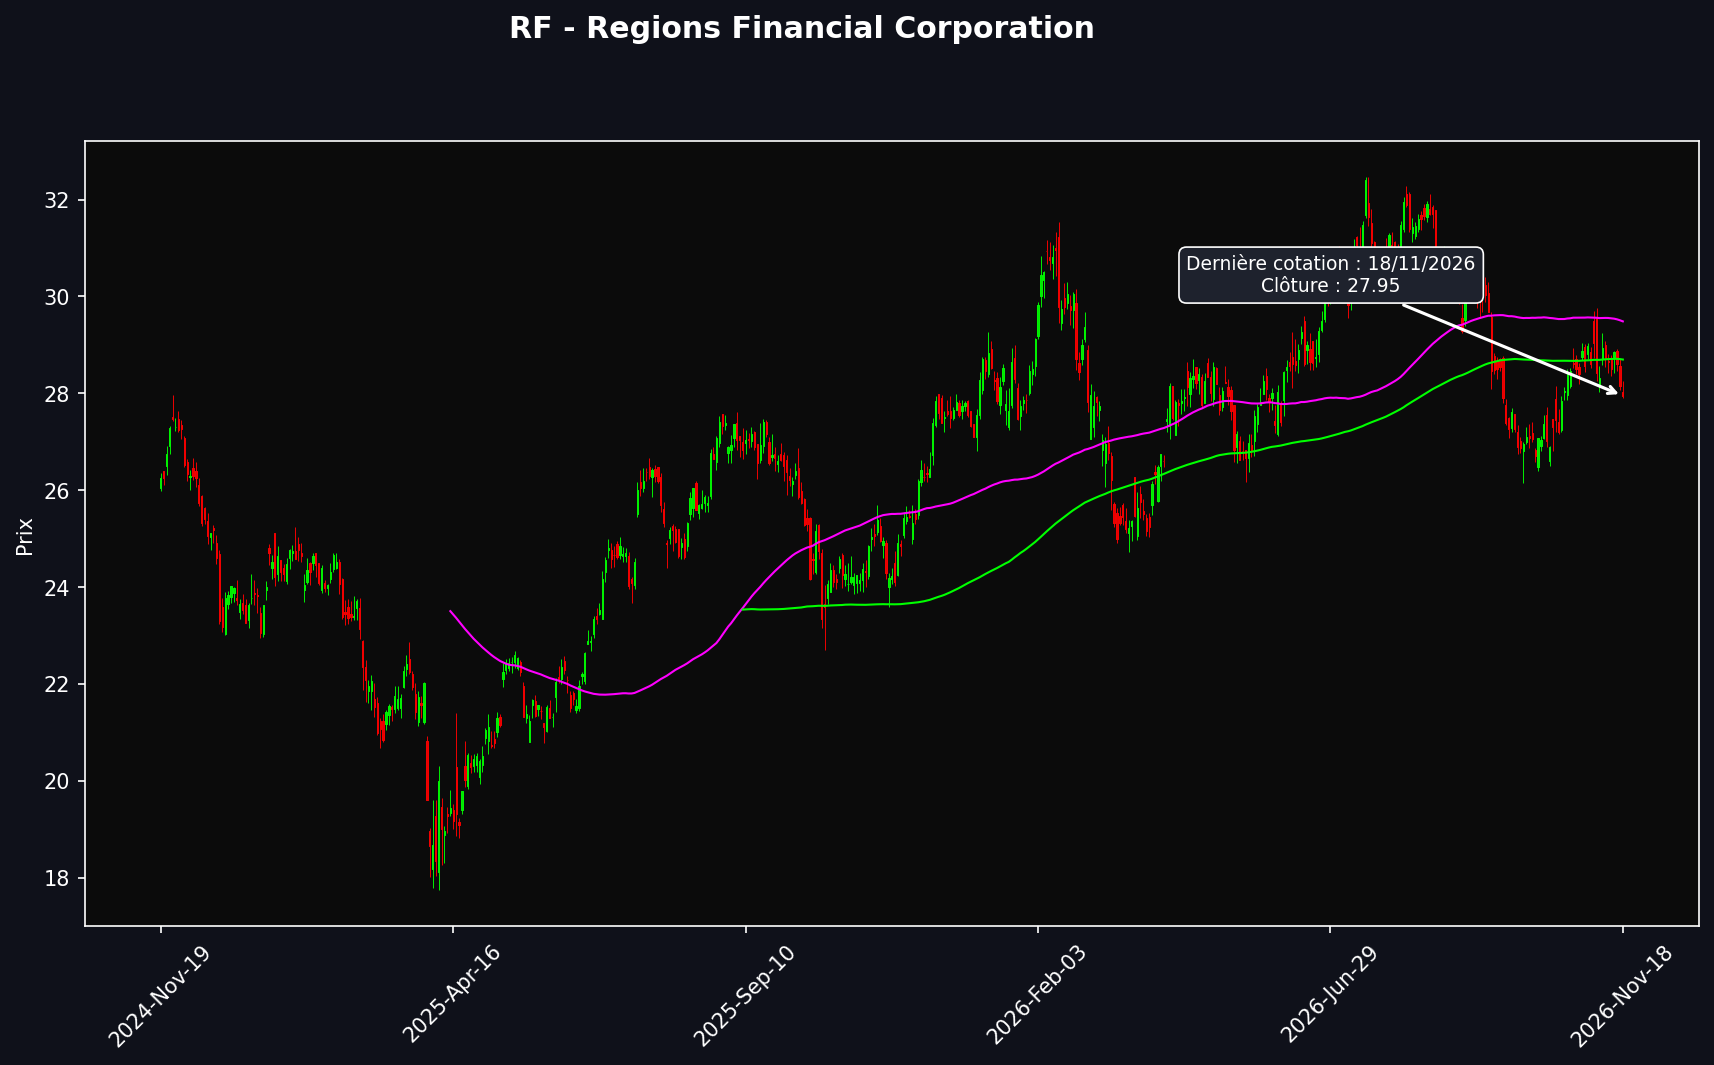 RF - Regions Financial Corporation
32
30
28
26
24
22
20
18
Prix
Dernière cotation : 18/11/2026
Clôture : 27.95
2024-Nov-19
2025-Apr-16
2025-Sep-10
2026-Feb-03
2026-Jun-29
2026-Nov-18